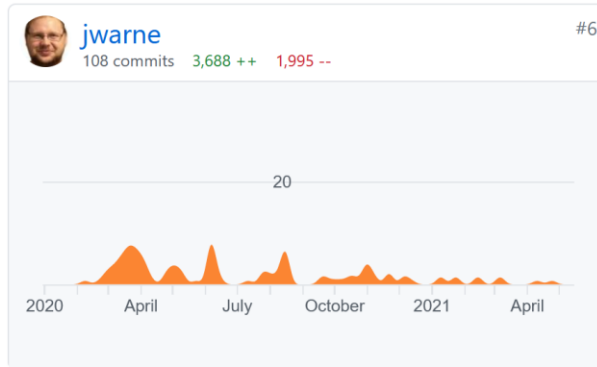 jwarne
#6
108 commits 3,688 ++ 1,995 --
20
2020 April July October 2021 April